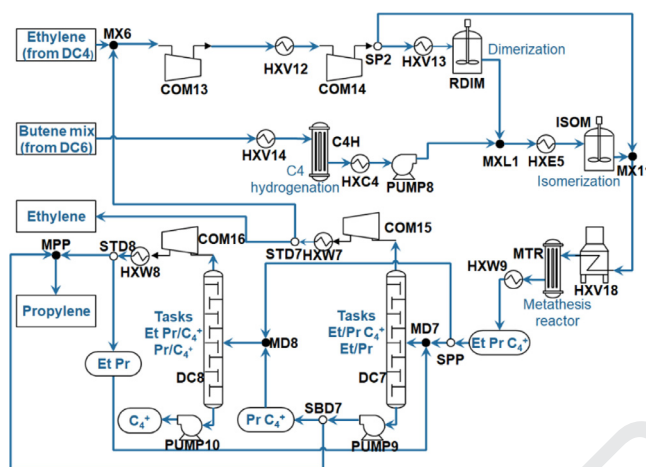 Ethylene
(from DC4)
MX6
COM13
HXV12
COM14
SP2
HXV13
RDIM
Dimerization
Butene mix
(from DC6)
HXV14
C4H
C4
hydrogenation
HXC4
PUMP8
MXL1
HXE5
ISOM
Isomerization
MX11
Ethylene
MPP
STD8
HXW8
COM16
STD7
HXW7
COM15
Propylene
MTR
HXW9
HXV18
Metathesis
reactor
Tasks
Et Pr/C₄⁺
Pr/C₄⁺
MD8
Tasks
Et/Pr C₄⁺
Et/Pr
MD7
SPP
Et Pr C₄⁺
Et Pr
DC8
DC7
C₄⁺
PUMP10
Pr C₄⁺
SBD7
PUMP9